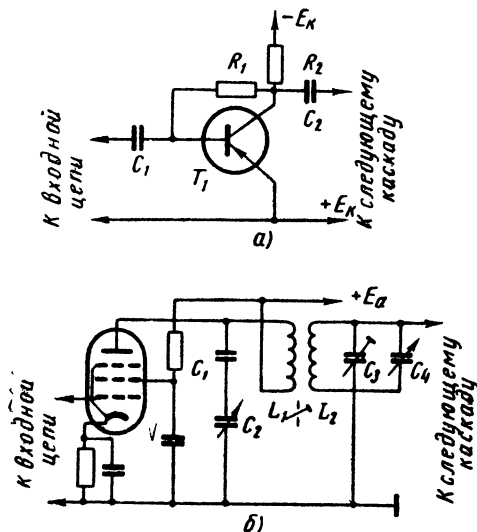 −Eк
R₁
R₂
C₁
C₂
T₁
К входной
цепи
К следующему
каскаду
+Eк
а)
+Eа
C₁
C₂
C₃
C₄
L₁
L₂
К входной
цепи
К следующему
каскаду
б)